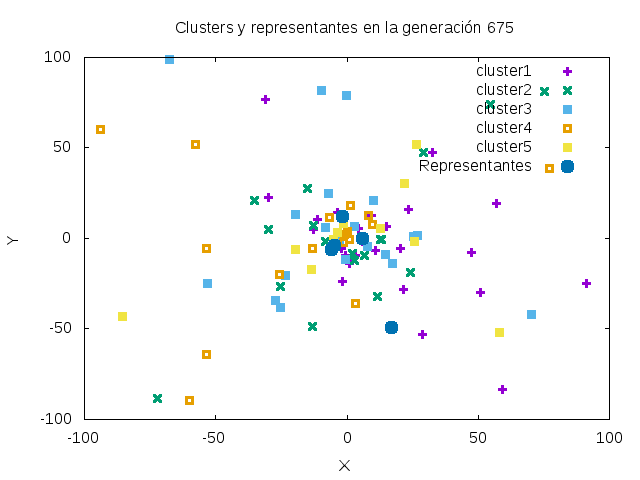 Clusters y representantes en la generación 675
100
50
0
-50
-100
-100
-50
0
50
100
Y
X
cluster1
cluster2
cluster3
cluster4
cluster5
Representantes